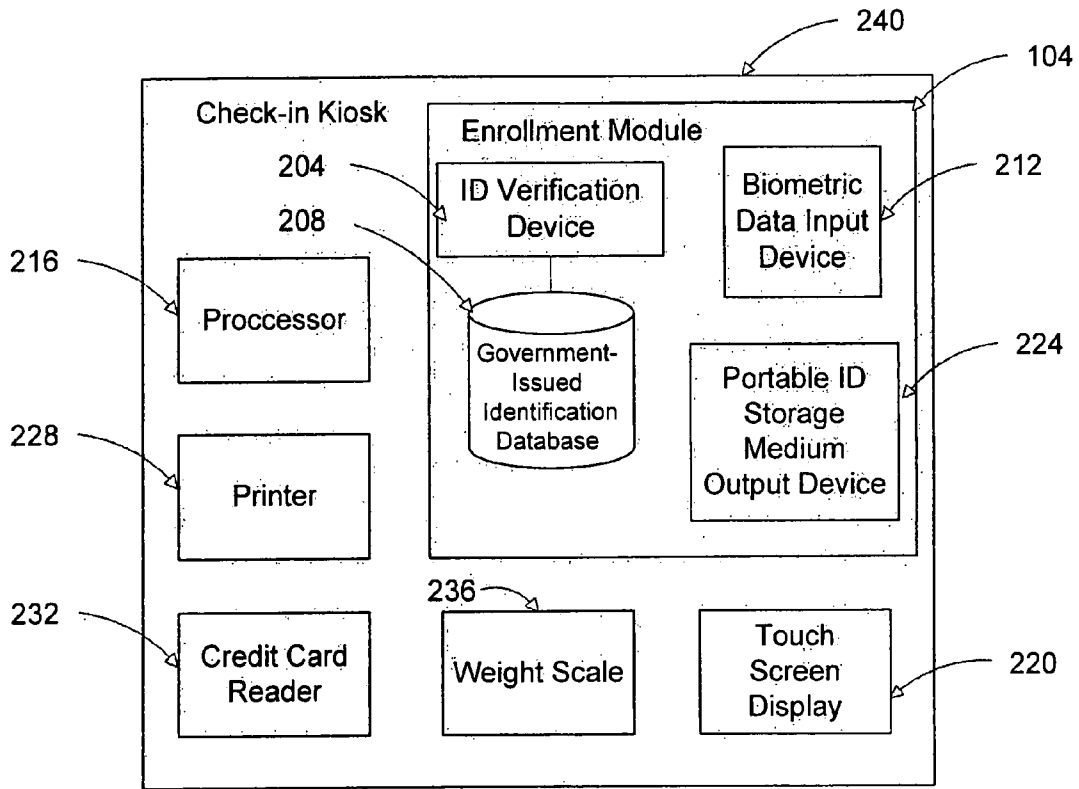 240
104
Check-in Kiosk
Enrollment Module
204
ID Verification
Device
Biometric
Data Input
Device
212
208
216
Proccessor
Government-
Issued
Identification
Database
Portable ID
Storage
Medium
Output Device
224
228
Printer
236
232
Credit Card
Reader
Weight Scale
Touch
Screen
Display
220